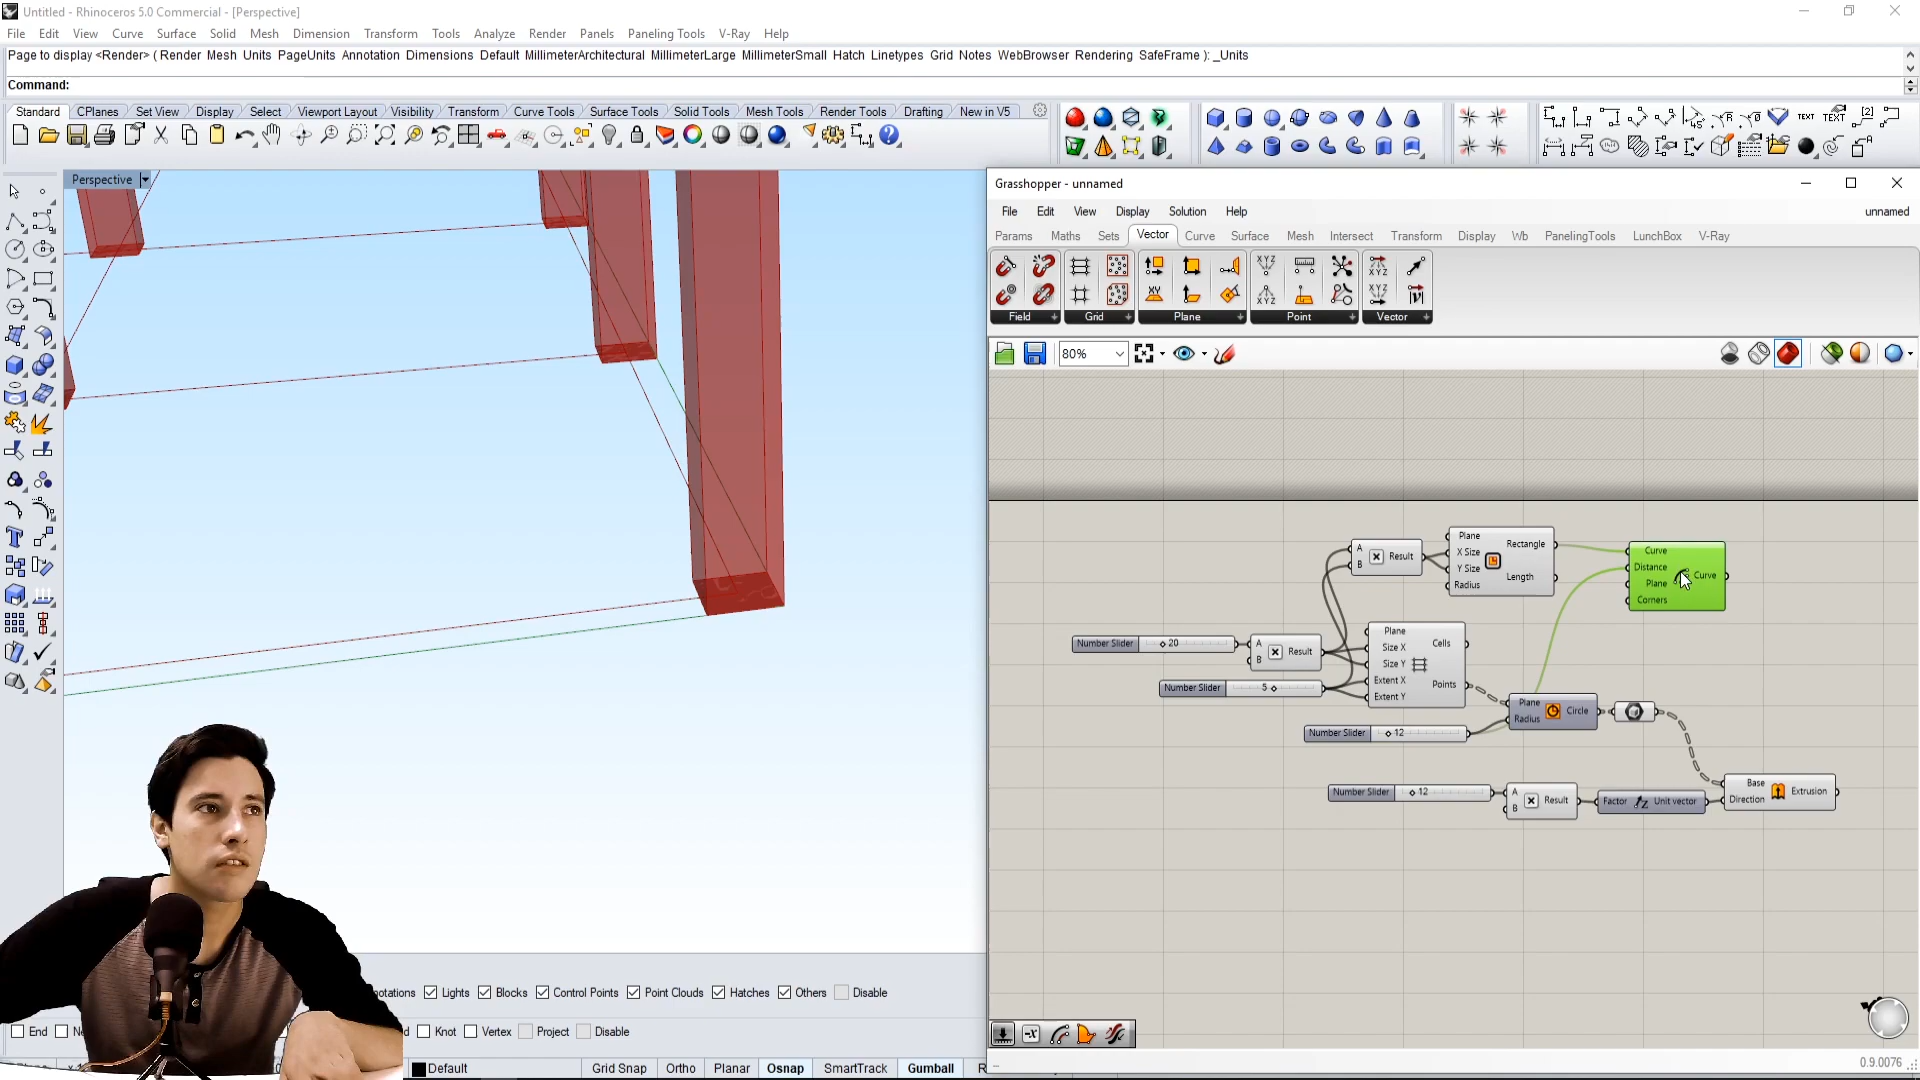 Untitled - Rhinoceros 5.0 Commercial - [Perspective]
File Edit View Curve Surface Solid Mesh Dimension Transform Tools Analyze Render Panels Paneling Tools V-Ray Help
Page to display <Render> ( Render Mesh Units PageUnits Annotation Dimensions Default MillimeterArchitectural MillimeterLarge MillimeterSmall Hatch Linetypes Grid Notes WebBrowser Rendering SafeFrame ): _Units
Command:
Standard CPlanes Set View Display Select Viewport Layout Visibility Transform Curve Tools Surface Tools Solid Tools Mesh Tools Render Tools Drafting New in V5
TEXT TEXT
Perspective
Grasshopper - unnamed
File Edit View Display Solution Help unnamed
Params Maths Sets Vector Curve Surface Mesh Intersect Transform Display Wb PanelingTools LunchBox V-Ray
Field Grid Plane Point Vector
80%
Plane
X Size
Y Size
Radius
Rectangle
Length
A
B
Result
Curve
Distance
Plane
Corners
Curve
Number Slider 20
A
B
Result
Plane
Size X
Size Y
Extent X
Extent Y
Cells
Points
Number Slider 5
Plane
Radius
Circle
Number Slider 12
Number Slider 12
A
B
Result
Factor Unit vector
Base
Direction
Extrusion
notations Lights Blocks Control Points Point Clouds Hatches Others Disable
End Knot Vertex Project Disable
Default Grid Snap Ortho Planar Osnap SmartTrack Gumball
0.9.0076